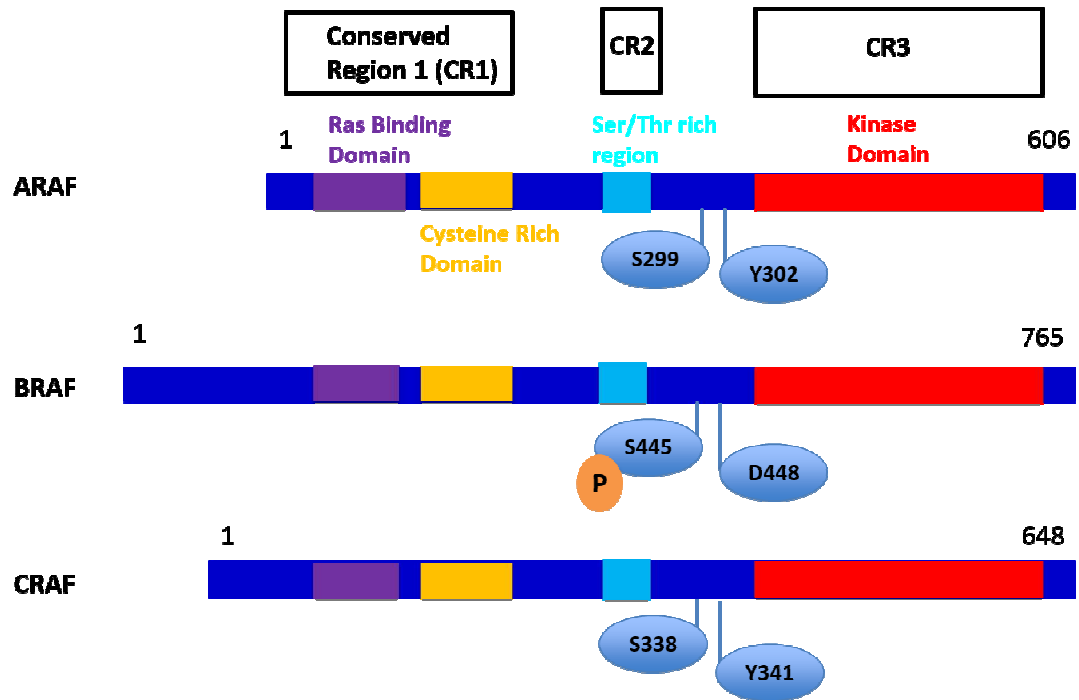 Conserved
Region 1 (CR1)
CR2
CR3
1
Ras Binding
Domain
Ser/Thr rich
region
Kinase
Domain
606
ARAF
Cysteine Rich
Domain
S299
Y302
1
765
BRAF
S445
P
D448
1
648
CRAF
S338
Y341